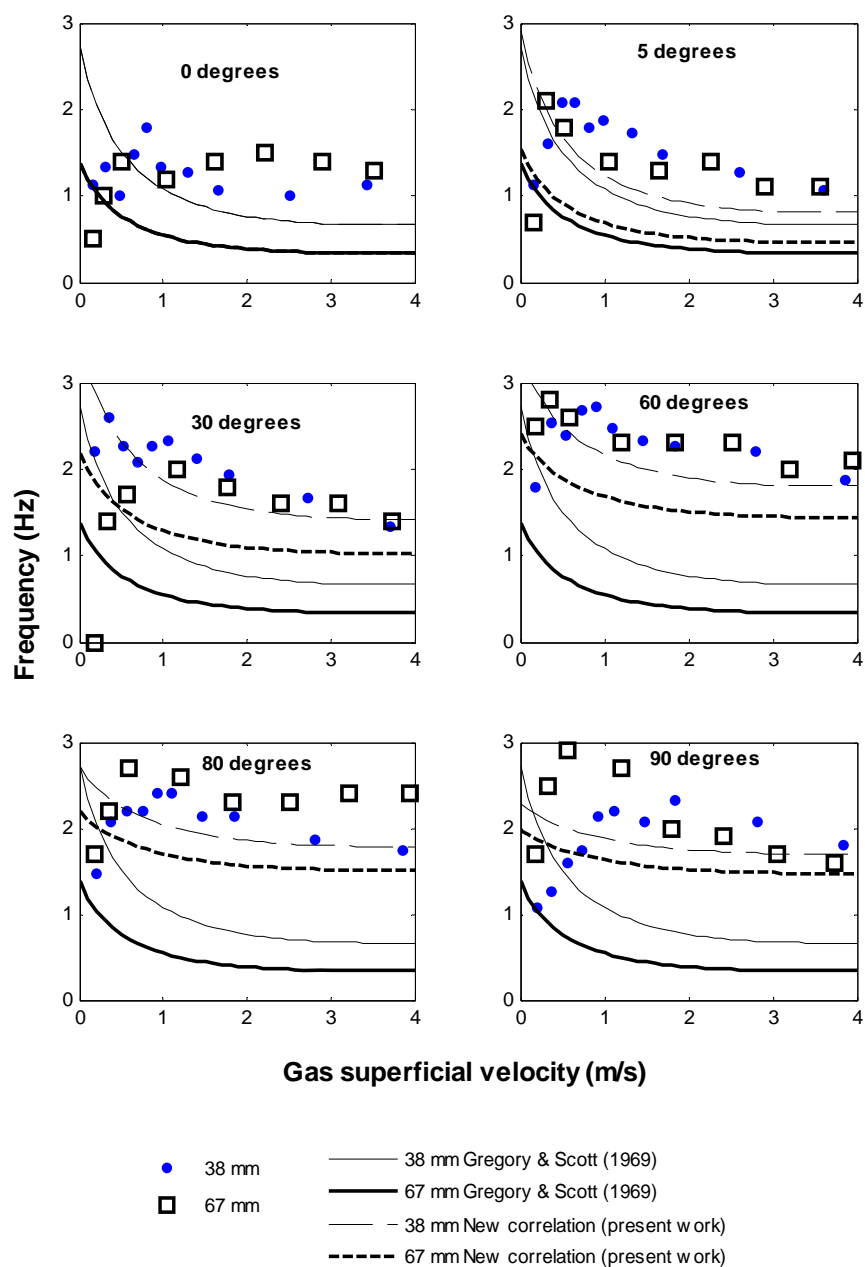 3
2
1
0
0 degrees
0 1 2 3 4
3
2
1
0
5 degrees
0 1 2 3 4
3
2
1
0
30 degrees
0 1 2 3 4
3
2
1
0
60 degrees
0 1 2 3 4
3
2
1
0
80 degrees
0 1 2 3 4
3
2
1
0
90 degrees
0 1 2 3 4
Frequency (Hz)
Gas superficial velocity (m/s)
38 mm
67 mm
38 mm Gregory & Scott (1969)
67 mm Gregory & Scott (1969)
38 mm New correlation (present work)
67 mm New correlation (present work)